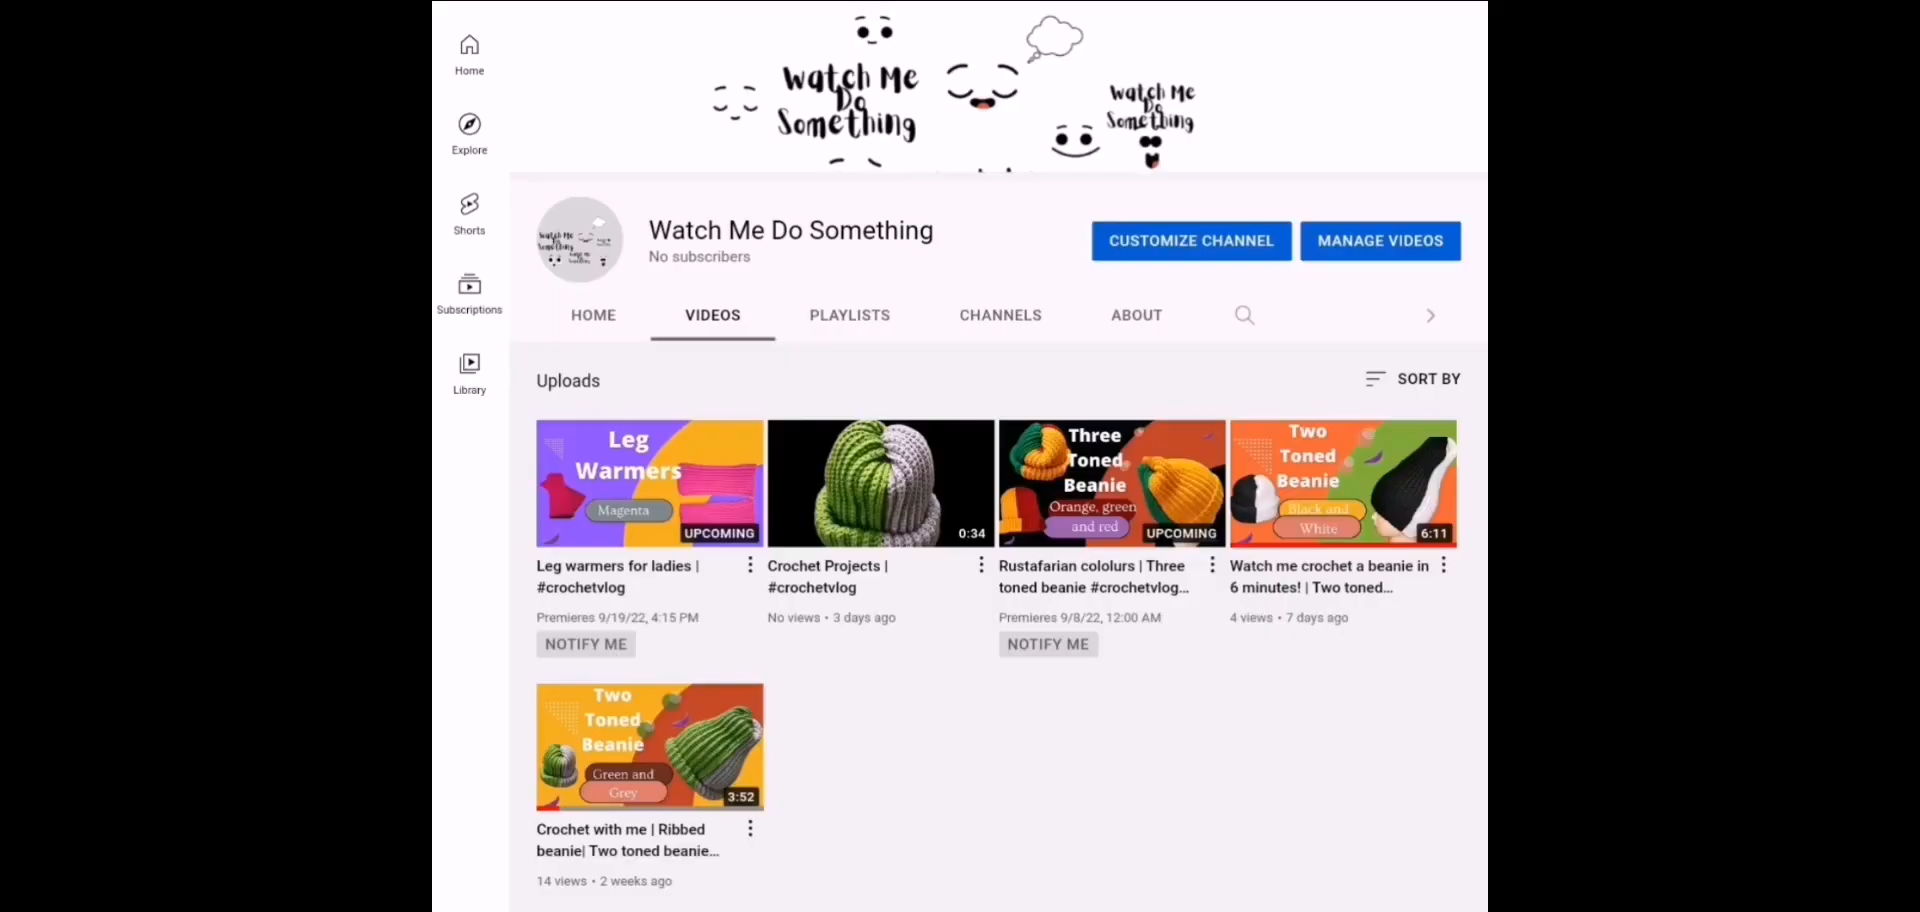 Home
Explore
Shorts
Subscriptions
Library
Watch Me
Do
Something
Watch Me
Do
Something
Watch Me Do Something
No subscribers
CUSTOMIZE CHANNEL
MANAGE VIDEOS
HOME
VIDEOS
PLAYLISTS
CHANNELS
ABOUT
Uploads
SORT BY
Leg
Warmers
Magenta
UPCOMING
Leg warmers for ladies |
#crochetvlog
Premieres 9/19/22, 4:15 PM
NOTIFY ME
0:34
Crochet Projects |
#crochetvlog
No views • 3 days ago
Three
Toned
Beanie
Orange, green
and red
UPCOMING
Rustafarian cololurs | Three
toned beanie #crochetvlog...
Premieres 9/8/22, 12:00 AM
NOTIFY ME
Two
Toned
Beanie
Black and
White
6:11
Watch me crochet a beanie in
6 minutes! | Two toned...
4 views • 7 days ago
Two
Toned
Beanie
Green and
Grey
3:52
Crochet with me | Ribbed
beanie| Two toned beanie...
14 views • 2 weeks ago